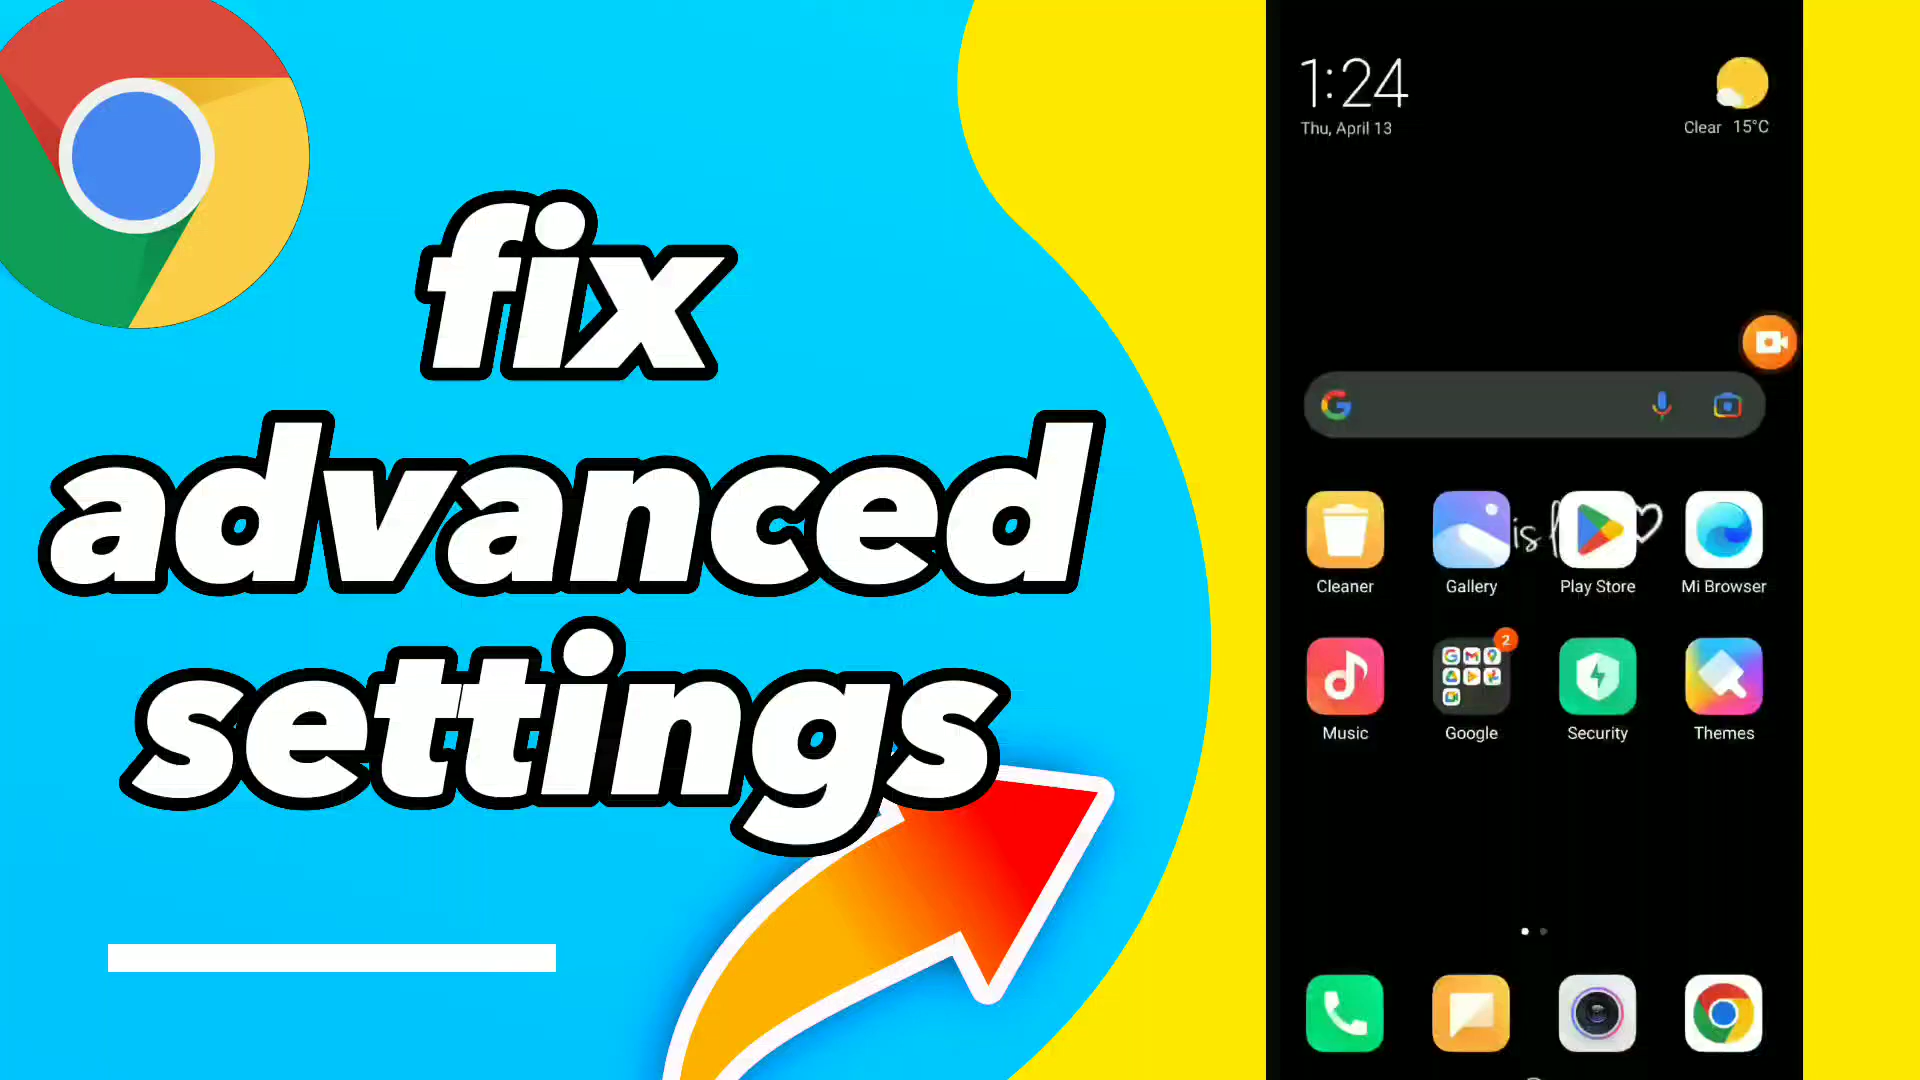 fix
advanced
settings
1:24
Thu, April 13
Clear 15°C
is
Cleaner
Gallery
Play Store
Mi Browser
2
Music
Google
Security
Themes